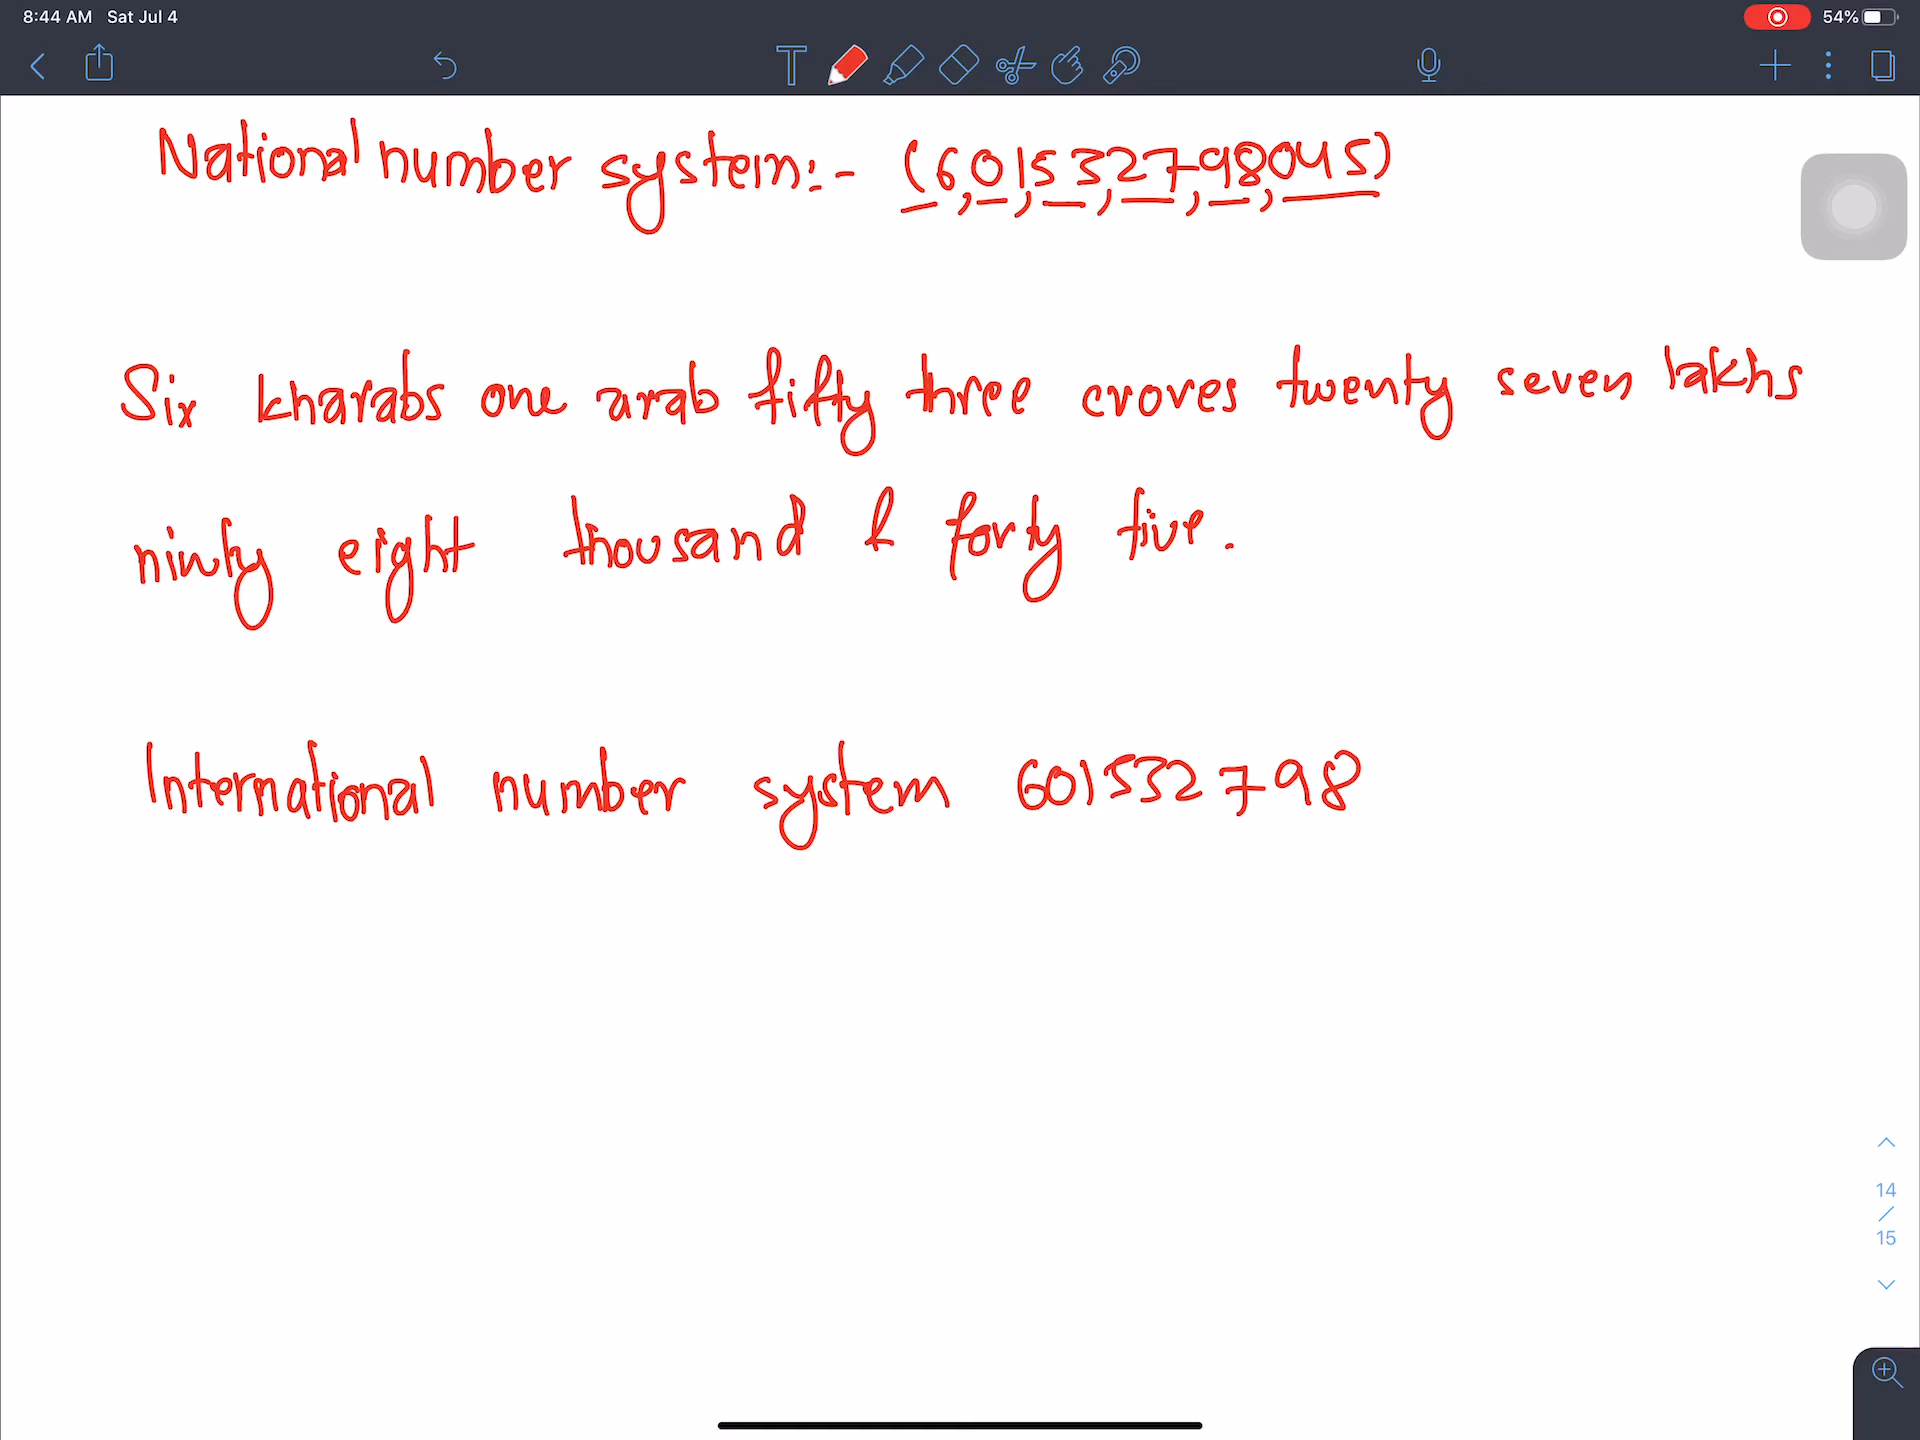 8:44 AM Sat Jul 4
54%
National number system:- (6,01,53,27,98,045)
Six kharabs one arab fifty three crores twenty seven lakhs
ninty eight thousand & forty five.
International number system 601532798
14
/
15